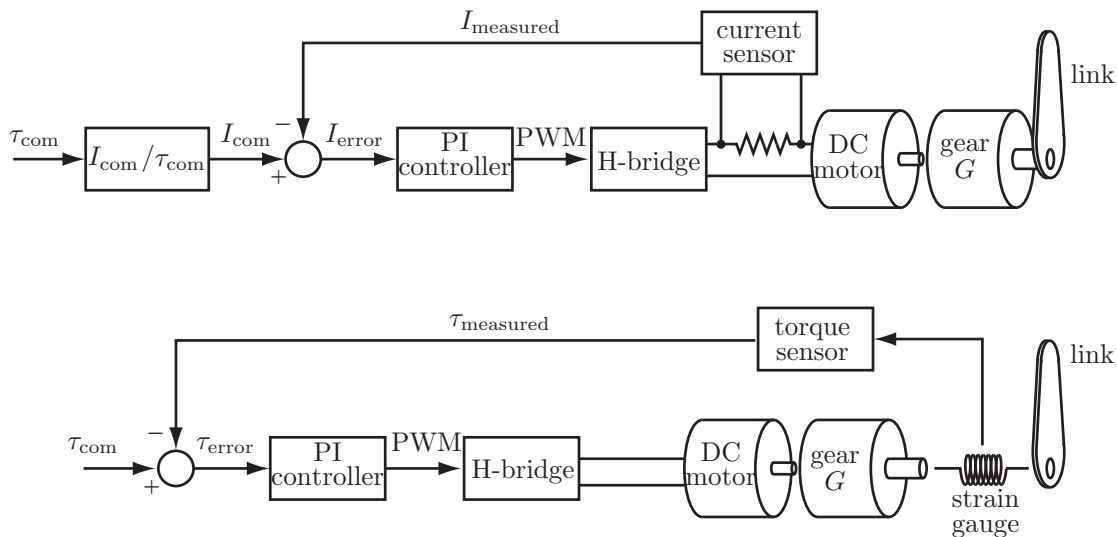 I_measured
current
sensor
link
τ_com
I_com/τ_com
I_com
−
+
I_error
PI
controller
PWM
H-bridge
DC
motor
gear
G
τ_measured
torque
sensor
link
τ_com
−
+
τ_error
PI
controller
PWM
H-bridge
DC
motor
gear
G
strain
gauge